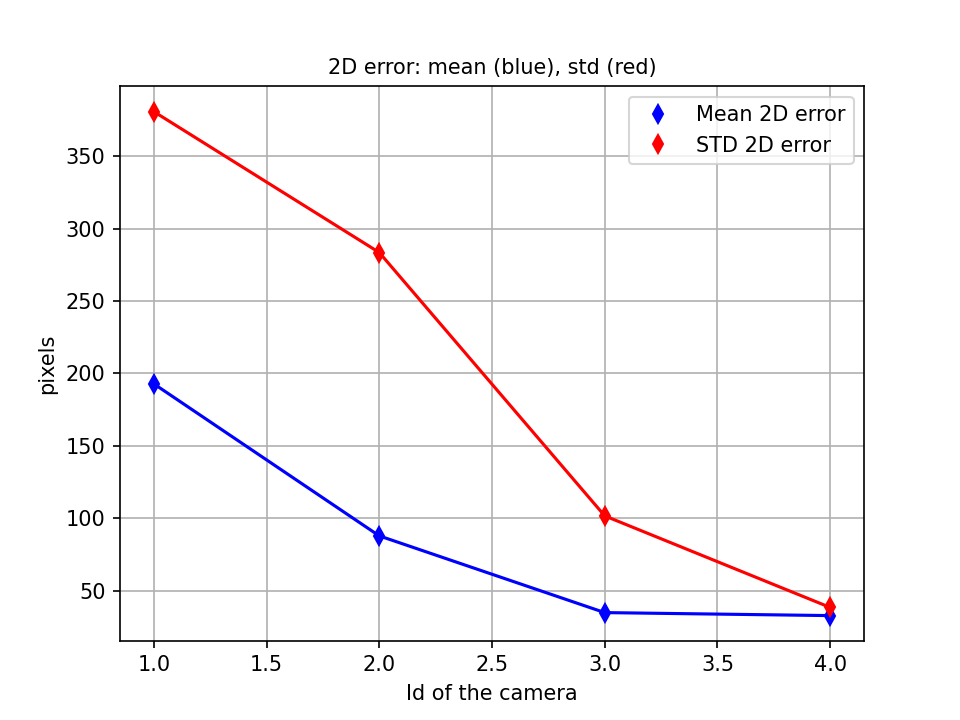 2D error: mean (blue), std (red)
Mean 2D error
STD 2D error
350
300
250
200
150
100
50
pixels
1.0 1.5 2.0 2.5 3.0 3.5 4.0
Id of the camera